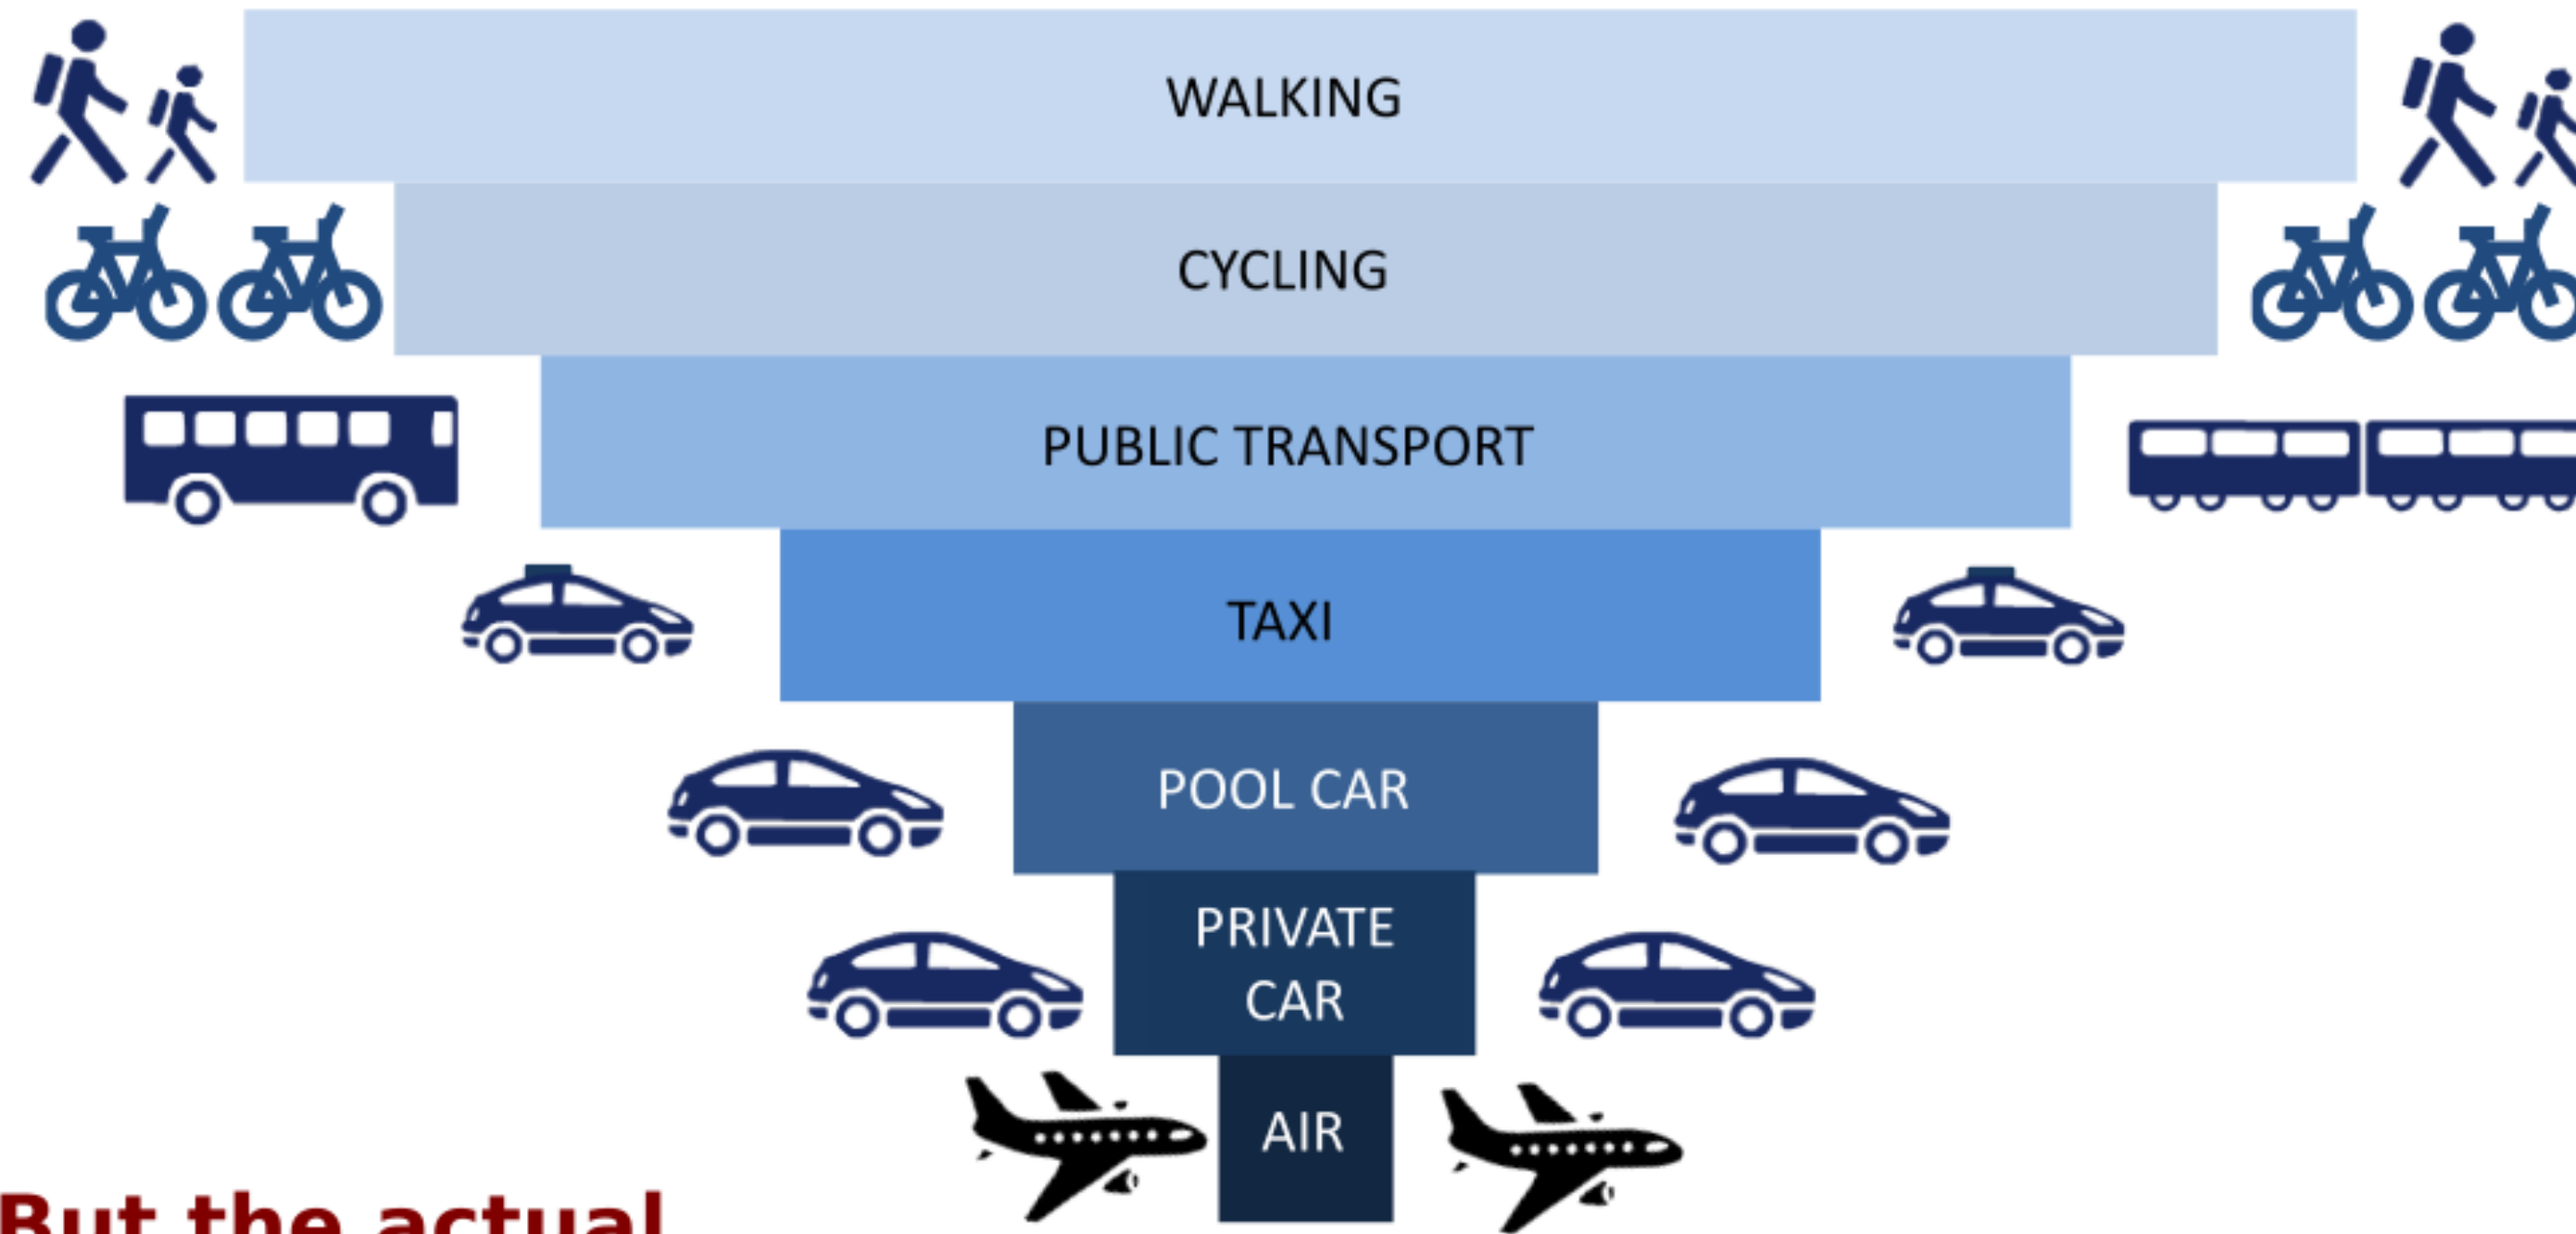 WALKING
CYCLING
PUBLIC TRANSPORT
TAXI
POOL CAR
PRIVATE
CAR
AIR
But the actual